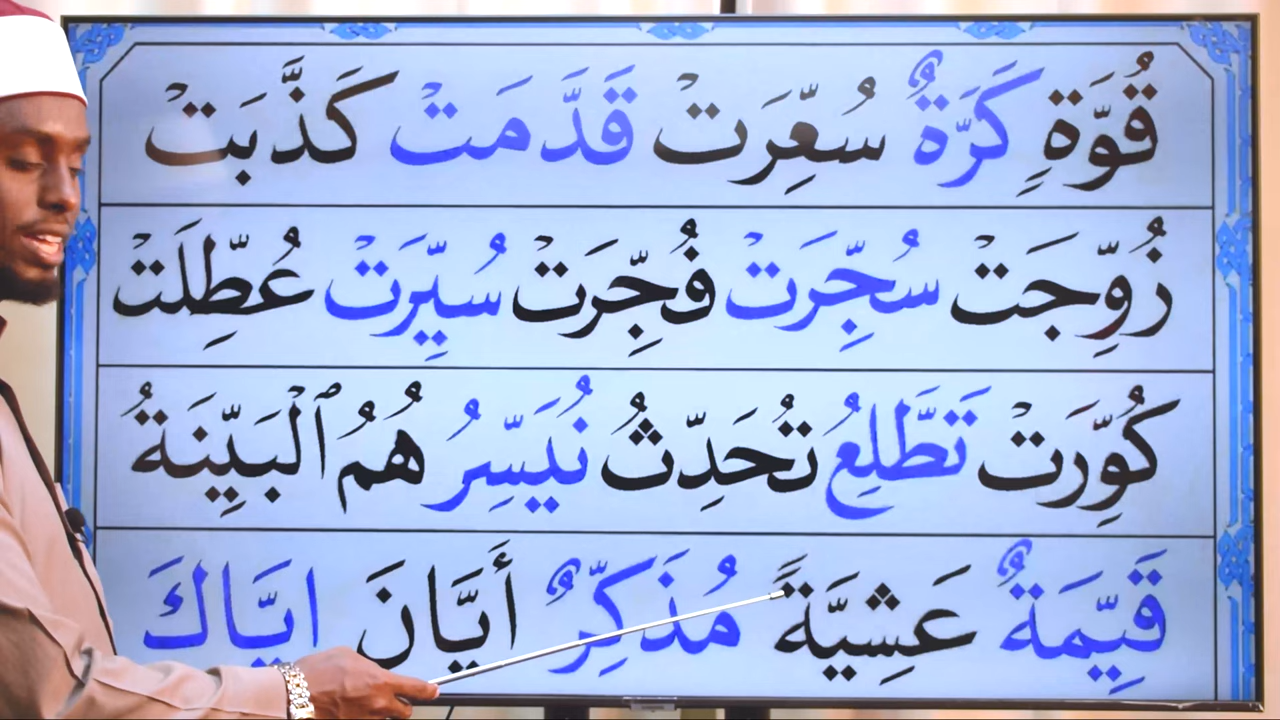 قُوَّةٍ كَرَّةٌ سُعِّرَتْ قَدَّمَتْ كَذَّبَتْ
زُوِّجَتْ سُجِّرَتْ فُجِّرَتْ سُيِّرَتْ عُطِّلَتْ
كُوِّرَتْ تَطَّلِعُ تُحَدِّثُ نُيَسِّرُ هُمُ ٱلْبَيِّنَةُ
قَيِّمَةٌ عَشِيَّةً مُذَكِّرٌ أَيَّانَ اِيَّاكَ